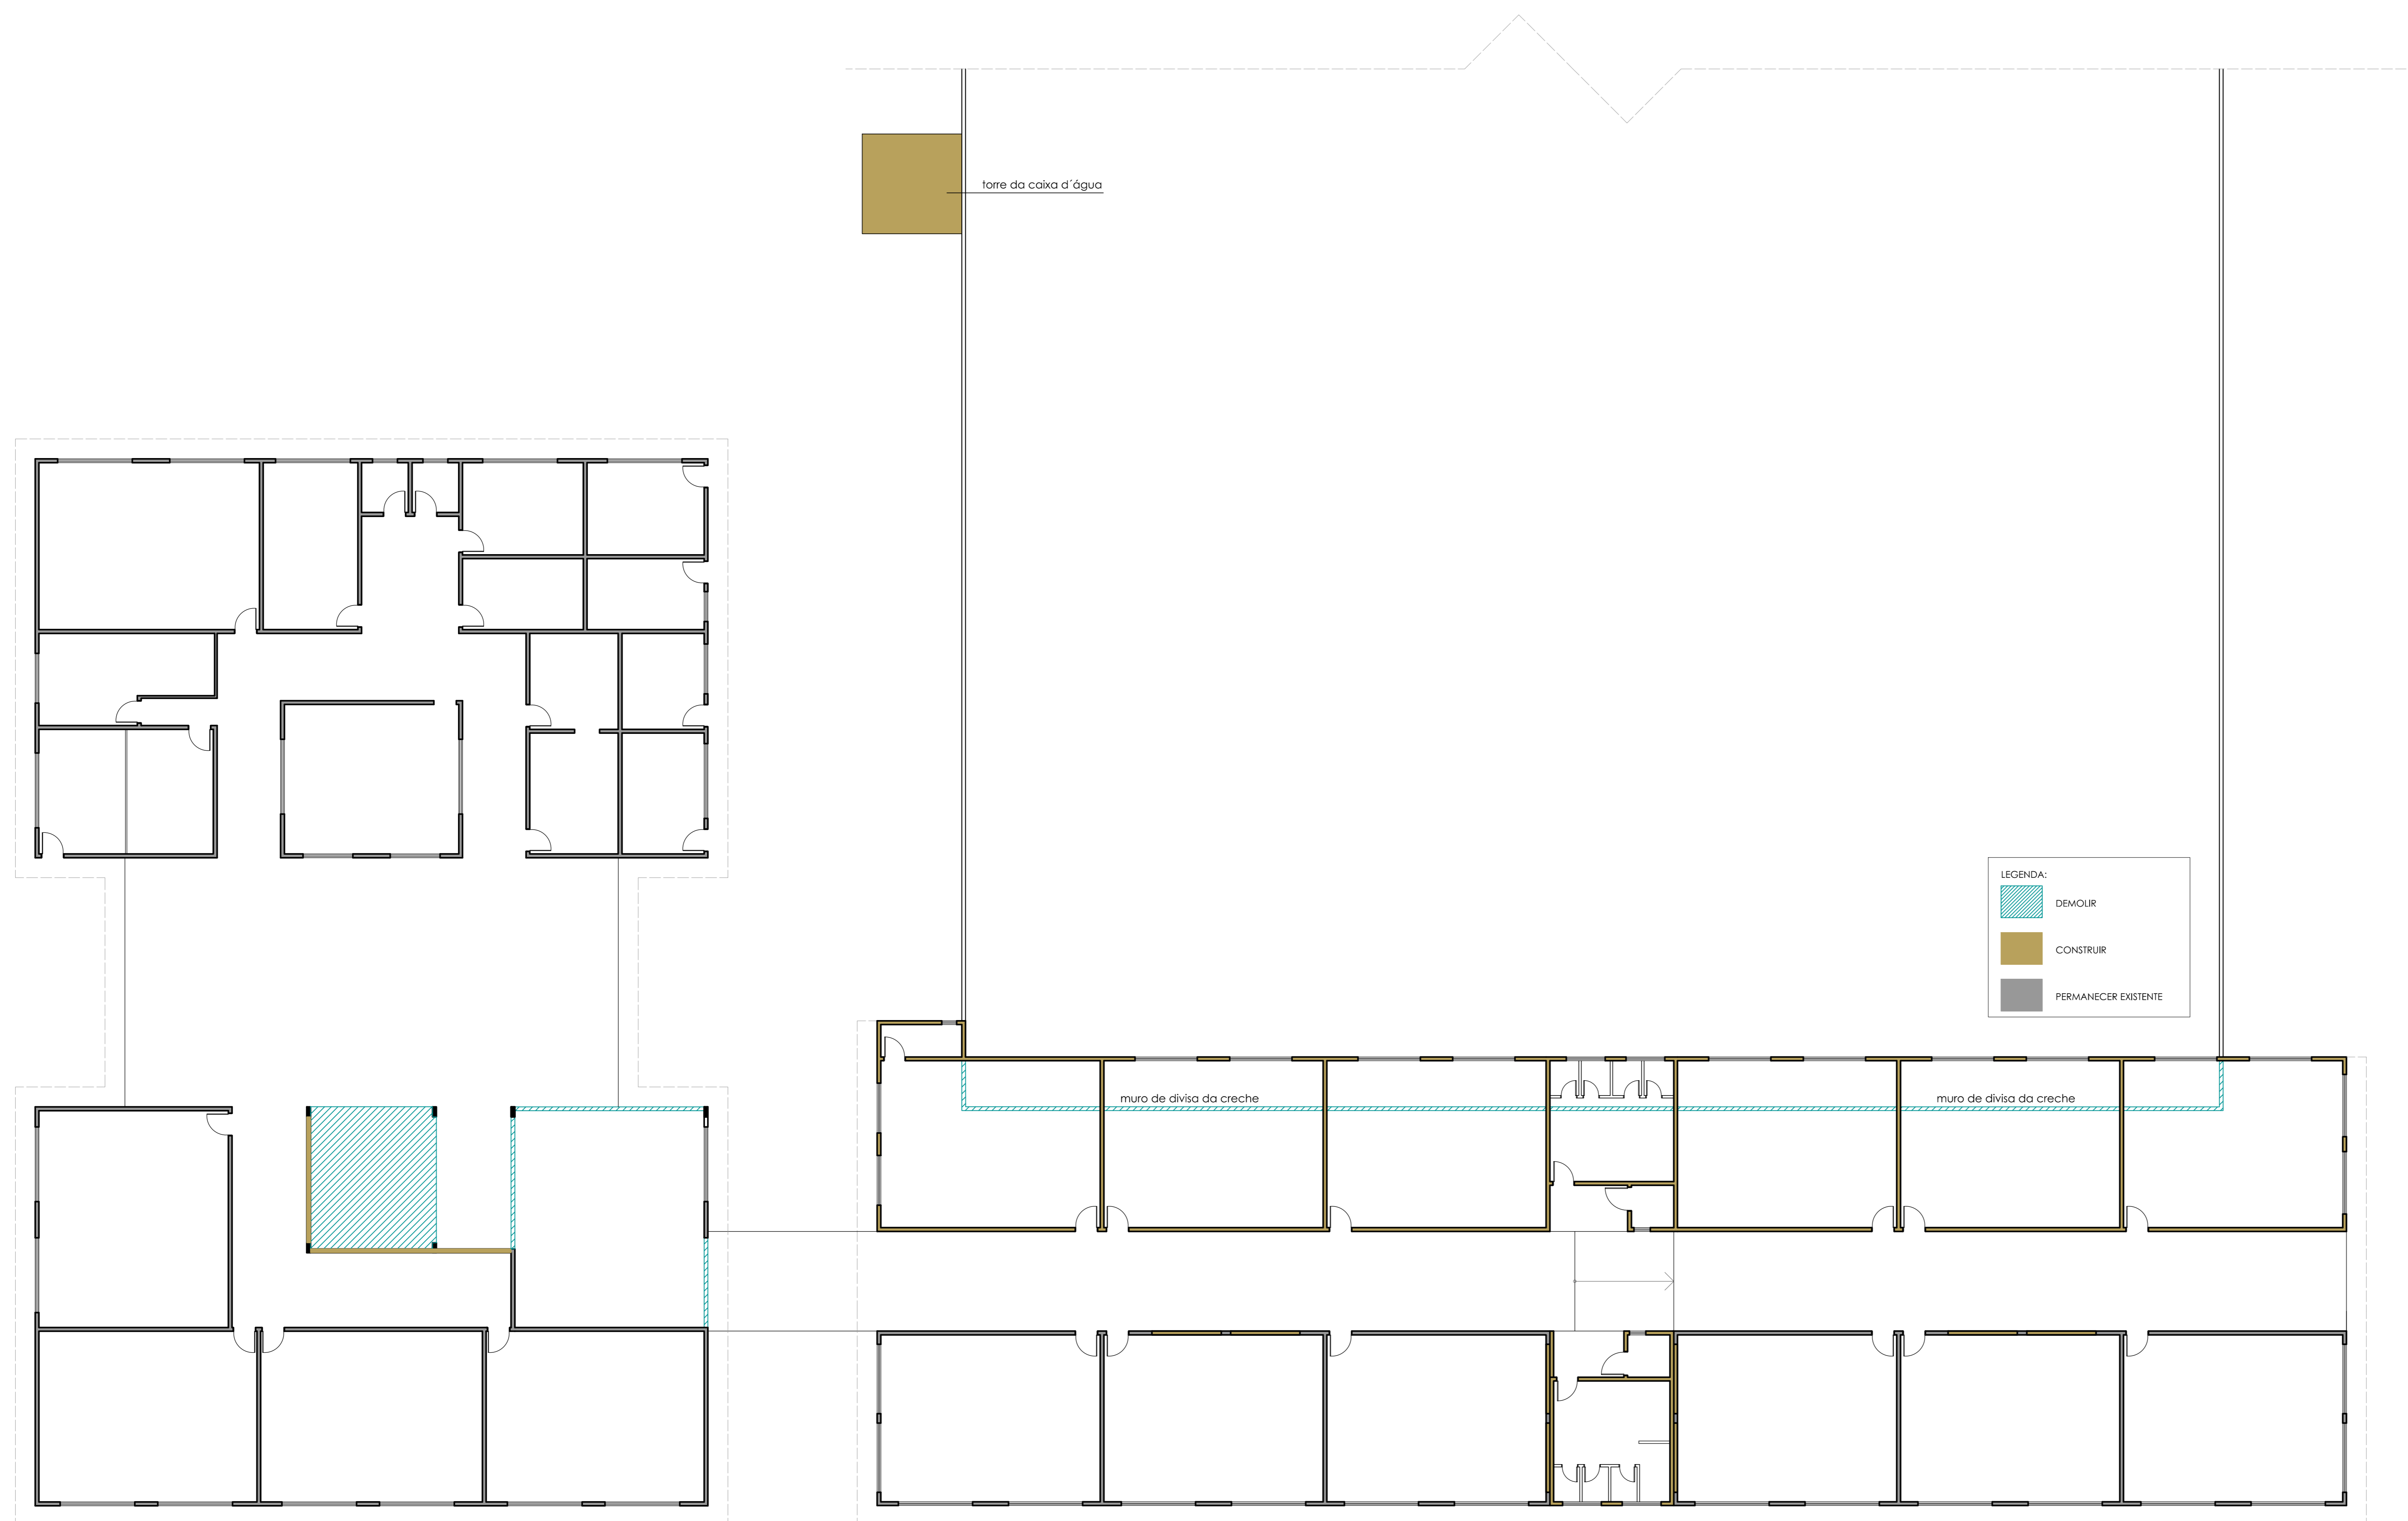 torre da caixa d´água
LEGENDA:
DEMOLIR
CONSTRUIR
PERMANECER EXISTENTE
muro de divisa da creche
muro de divisa da creche